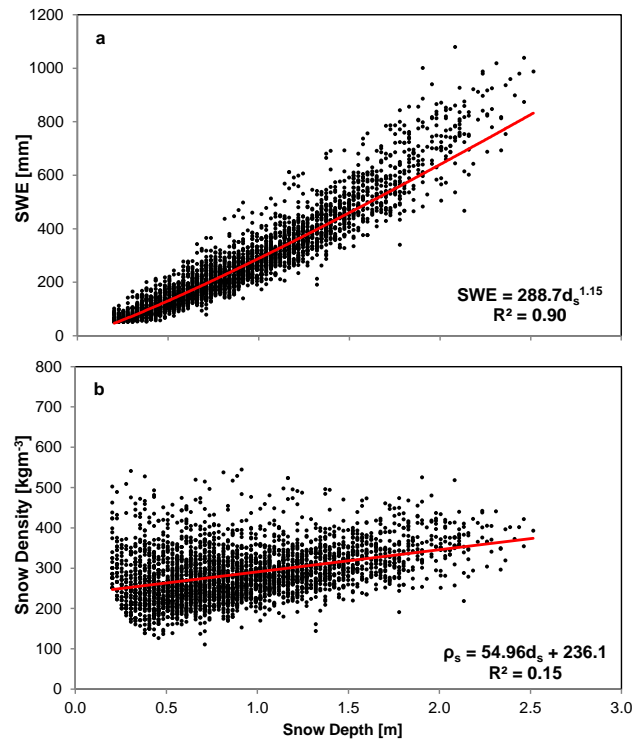 a
1200
1000
800
600
400
200
0
SWE [mm]
SWE = 288.7dₛ¹·¹⁵
R² = 0.90
b
800
700
600
500
400
300
200
100
0
Snow Density [kgm⁻³]
ρₛ = 54.96dₛ + 236.1
R² = 0.15
0.0 0.5 1.0 1.5 2.0 2.5 3.0
Snow Depth [m]